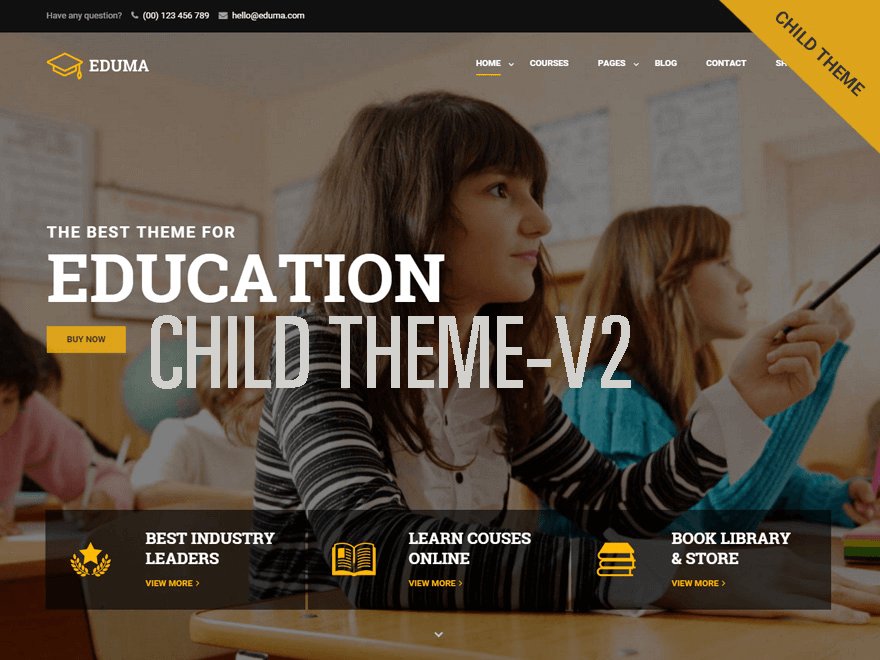 Have any question? (00) 123 456 789 hello@eduma.com
CHILD THEME
EDUMA
HOME COURSES PAGES BLOG CONTACT
THE BEST THEME FOR
EDUCATION
BUY NOW
CHILD THEME-V2
BEST INDUSTRY
LEADERS
VIEW MORE
LEARN COUSES
ONLINE
VIEW MORE
BOOK LIBRARY
& STORE
VIEW MORE